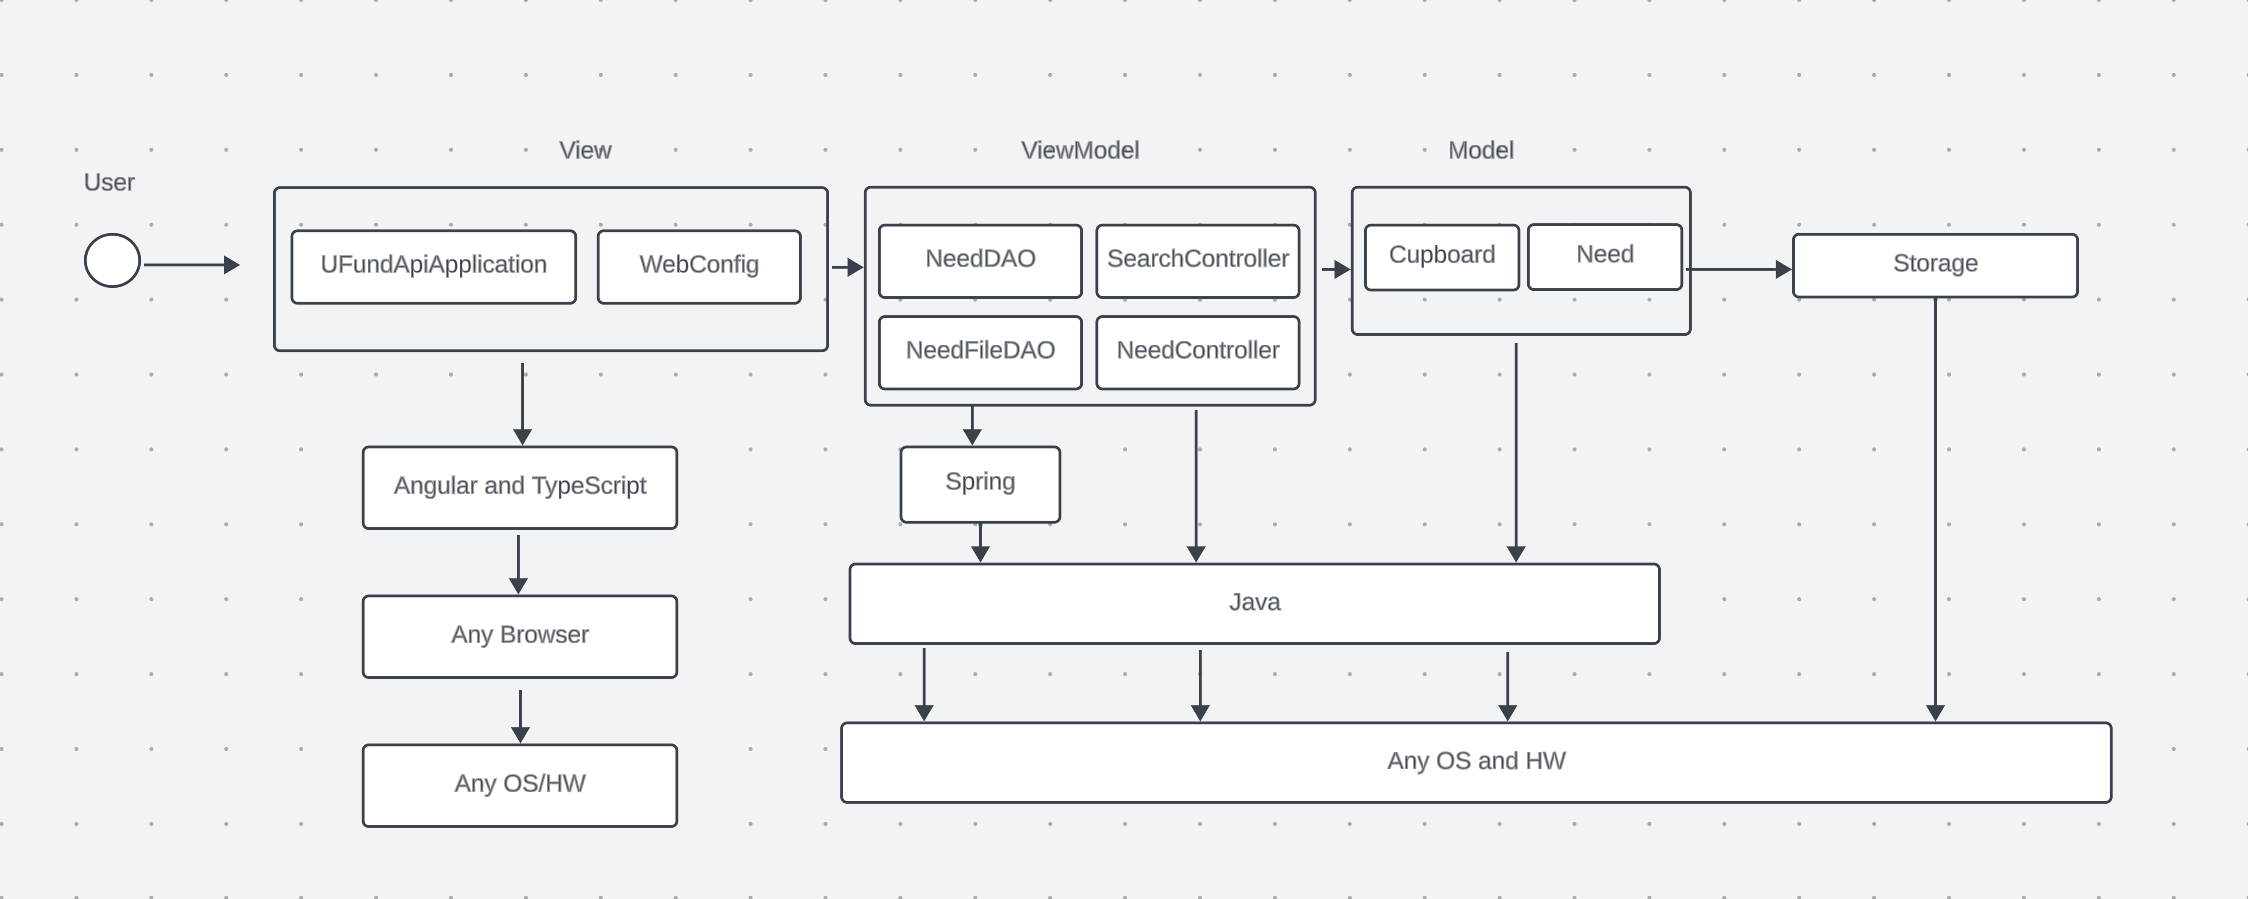 View
ViewModel
Model
User
UFundApiApplication
WebConfig
NeedDAO
SearchController
NeedFileDAO
NeedController
Cupboard
Need
Storage
Angular and TypeScript
Spring
Any Browser
Java
Any OS/HW
Any OS and HW